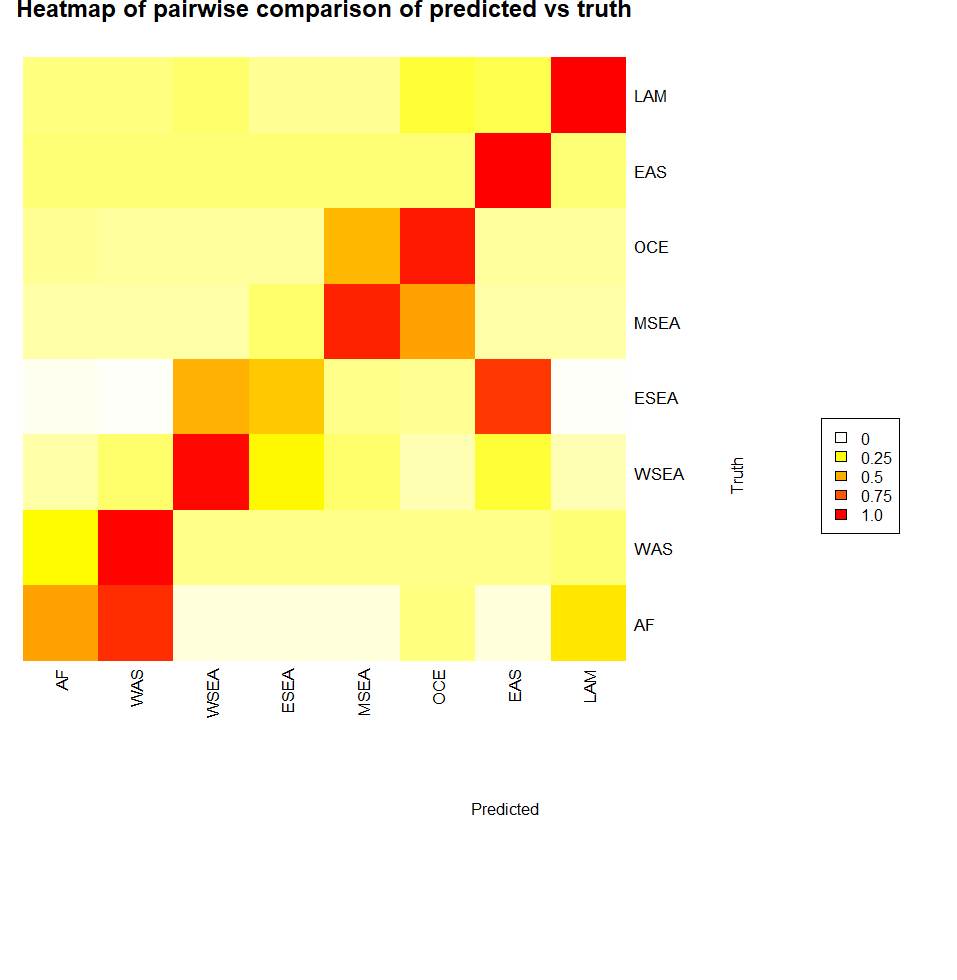 Heatmap of pairwise comparison of predicted vs truth
LAM
EAS
OCE
MSEA
ESEA
WSEA
WAS
AF
Truth
0
0.25
0.5
0.75
1.0
AF
WAS
WSEA
ESEA
MSEA
OCE
EAS
LAM
Predicted